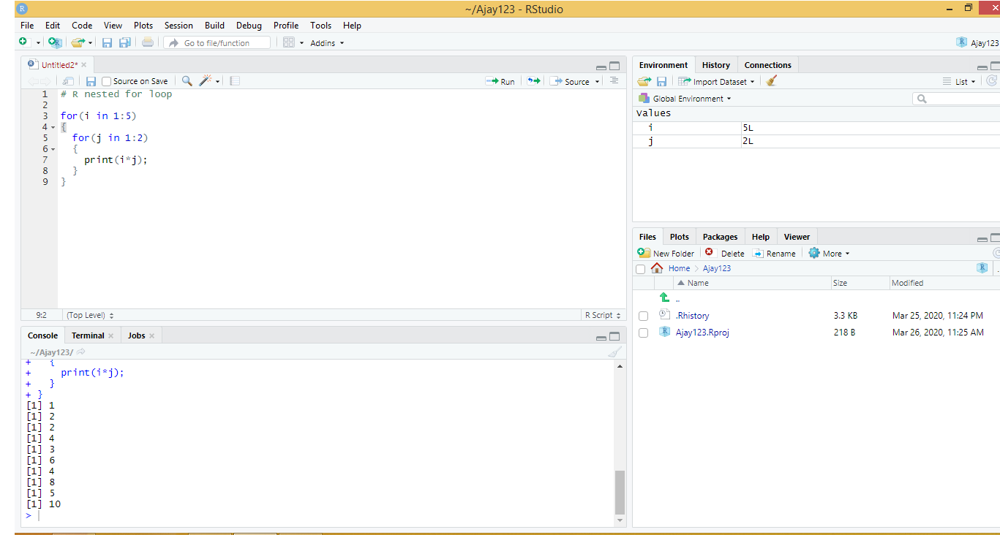 R
~/Ajay123 - RStudio
File Edit Code View Plots Session Build Debug Profile Tools Help
Go to file/function Addins
Ajay123
Untitled2*
Source on Save
Run Source
1 # R nested for loop
2
3 for(i in 1:5)
4 {
5 for(j in 1:2)
6 {
7 print(i*j);
8 }
9 }
9:2 (Top Level) R Script
Console Terminal Jobs
~/Ajay123/
+ {
+ print(i*j);
+ }
+ }
[1] 1
[1] 2
[1] 2
[1] 4
[1] 3
[1] 6
[1] 4
[1] 8
[1] 5
[1] 10
>
Environment History Connections
Import Dataset List
Global Environment
Values
i 5L
j 2L
Files Plots Packages Help Viewer
New Folder Delete Rename More
Home > Ajay123
Name Size Modified
..
.Rhistory 3.3 KB Mar 25, 2020, 11:24 PM
Ajay123.Rproj 218 B Mar 26, 2020, 11:25 AM